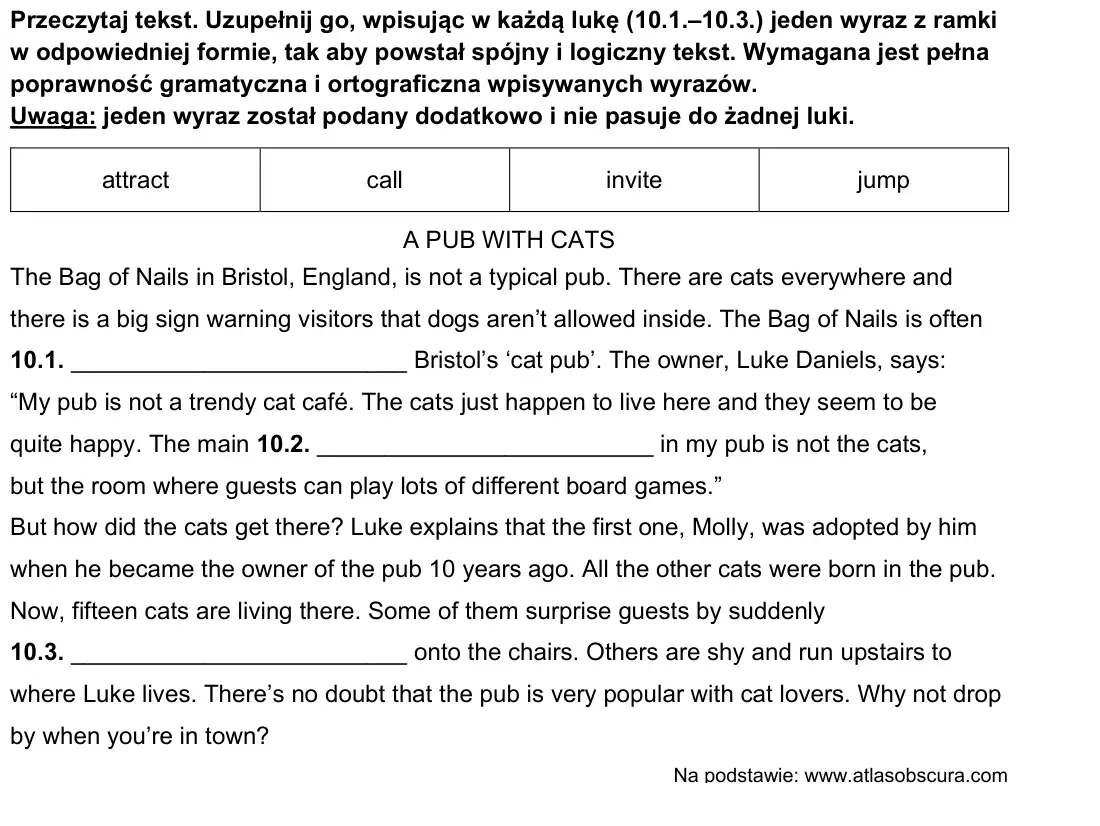 Przeczytaj tekst. Uzupełnij go, wpisując w każdą lukę (10.1.–10.3.) jeden wyraz z ramki
w odpowiedniej formie, tak aby powstał spójny i logiczny tekst. Wymagana jest pełna
poprawność gramatyczna i ortograficzna wpisywanych wyrazów.
Uwaga: jeden wyraz został podany dodatkowo i nie pasuje do żadnej luki.
attract call invite jump
A PUB WITH CATS
The Bag of Nails in Bristol, England, is not a typical pub. There are cats everywhere and
there is a big sign warning visitors that dogs aren’t allowed inside. The Bag of Nails is often
10.1. _________________________ Bristol’s ‘cat pub’. The owner, Luke Daniels, says:
“My pub is not a trendy cat café. The cats just happen to live here and they seem to be
quite happy. The main 10.2. _________________________ in my pub is not the cats,
but the room where guests can play lots of different board games.”
But how did the cats get there? Luke explains that the first one, Molly, was adopted by him
when he became the owner of the pub 10 years ago. All the other cats were born in the pub.
Now, fifteen cats are living there. Some of them surprise guests by suddenly
10.3. _________________________ onto the chairs. Others are shy and run upstairs to
where Luke lives. There’s no doubt that the pub is very popular with cat lovers. Why not drop
by when you’re in town?
Na podstawie: www.atlasobscura.com